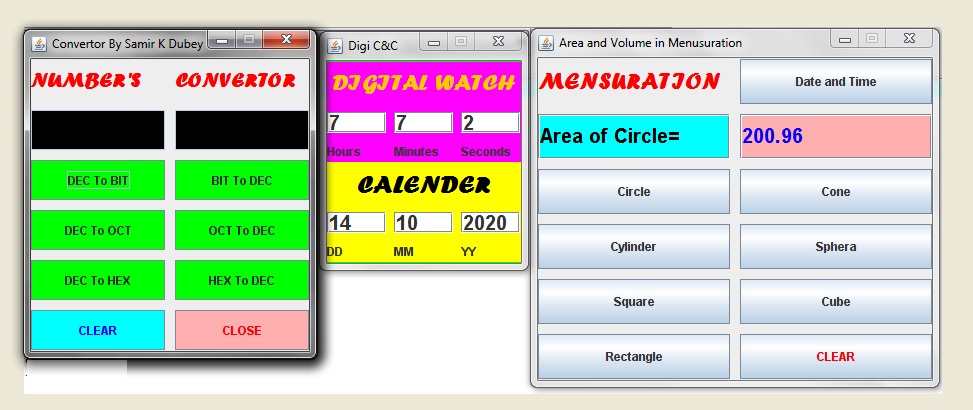 Convertor By Samir K Dubey
NUMBER'S CONVERTOR
DEC To BIT BIT To DEC
DEC To OCT OCT To DEC
DEC To HEX HEX To DEC
CLEAR CLOSE
Digi C&C
DIGITAL WATCH
7 7 2
Hours Minutes Seconds
CALENDER
14 10 2020
DD MM YY
Area and Volume in Menusuration
MENSURATION Date and Time
Area of Circle= 200.96
Circle Cone
Cylinder Sphera
Square Cube
Rectangle CLEAR